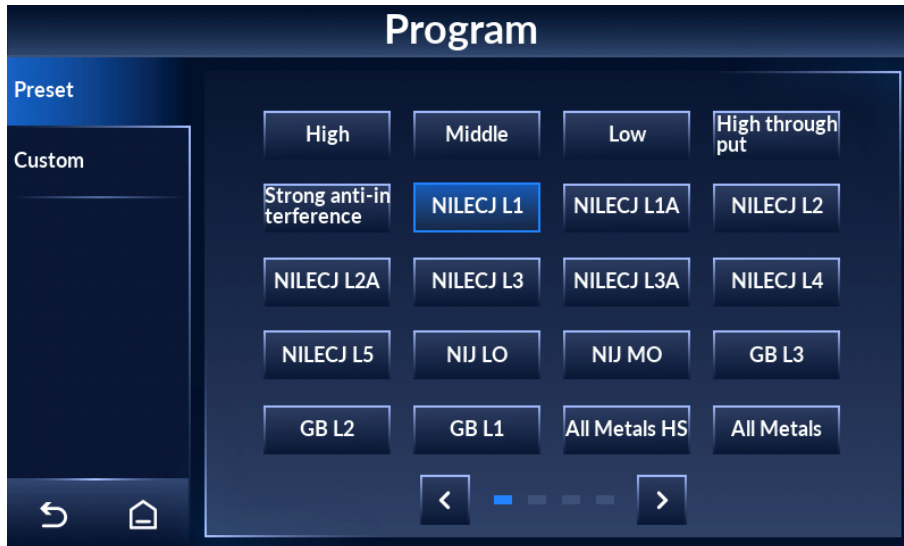 Program
Preset
Custom
High
Middle
Low
High through
put
Strong anti-in
terference
NILECJ L1
NILECJ L1A
NILECJ L2
NILECJ L2A
NILECJ L3
NILECJ L3A
NILECJ L4
NILECJ L5
NIJ LO
NIJ MO
GB L3
GB L2
GB L1
All Metals HS
All Metals